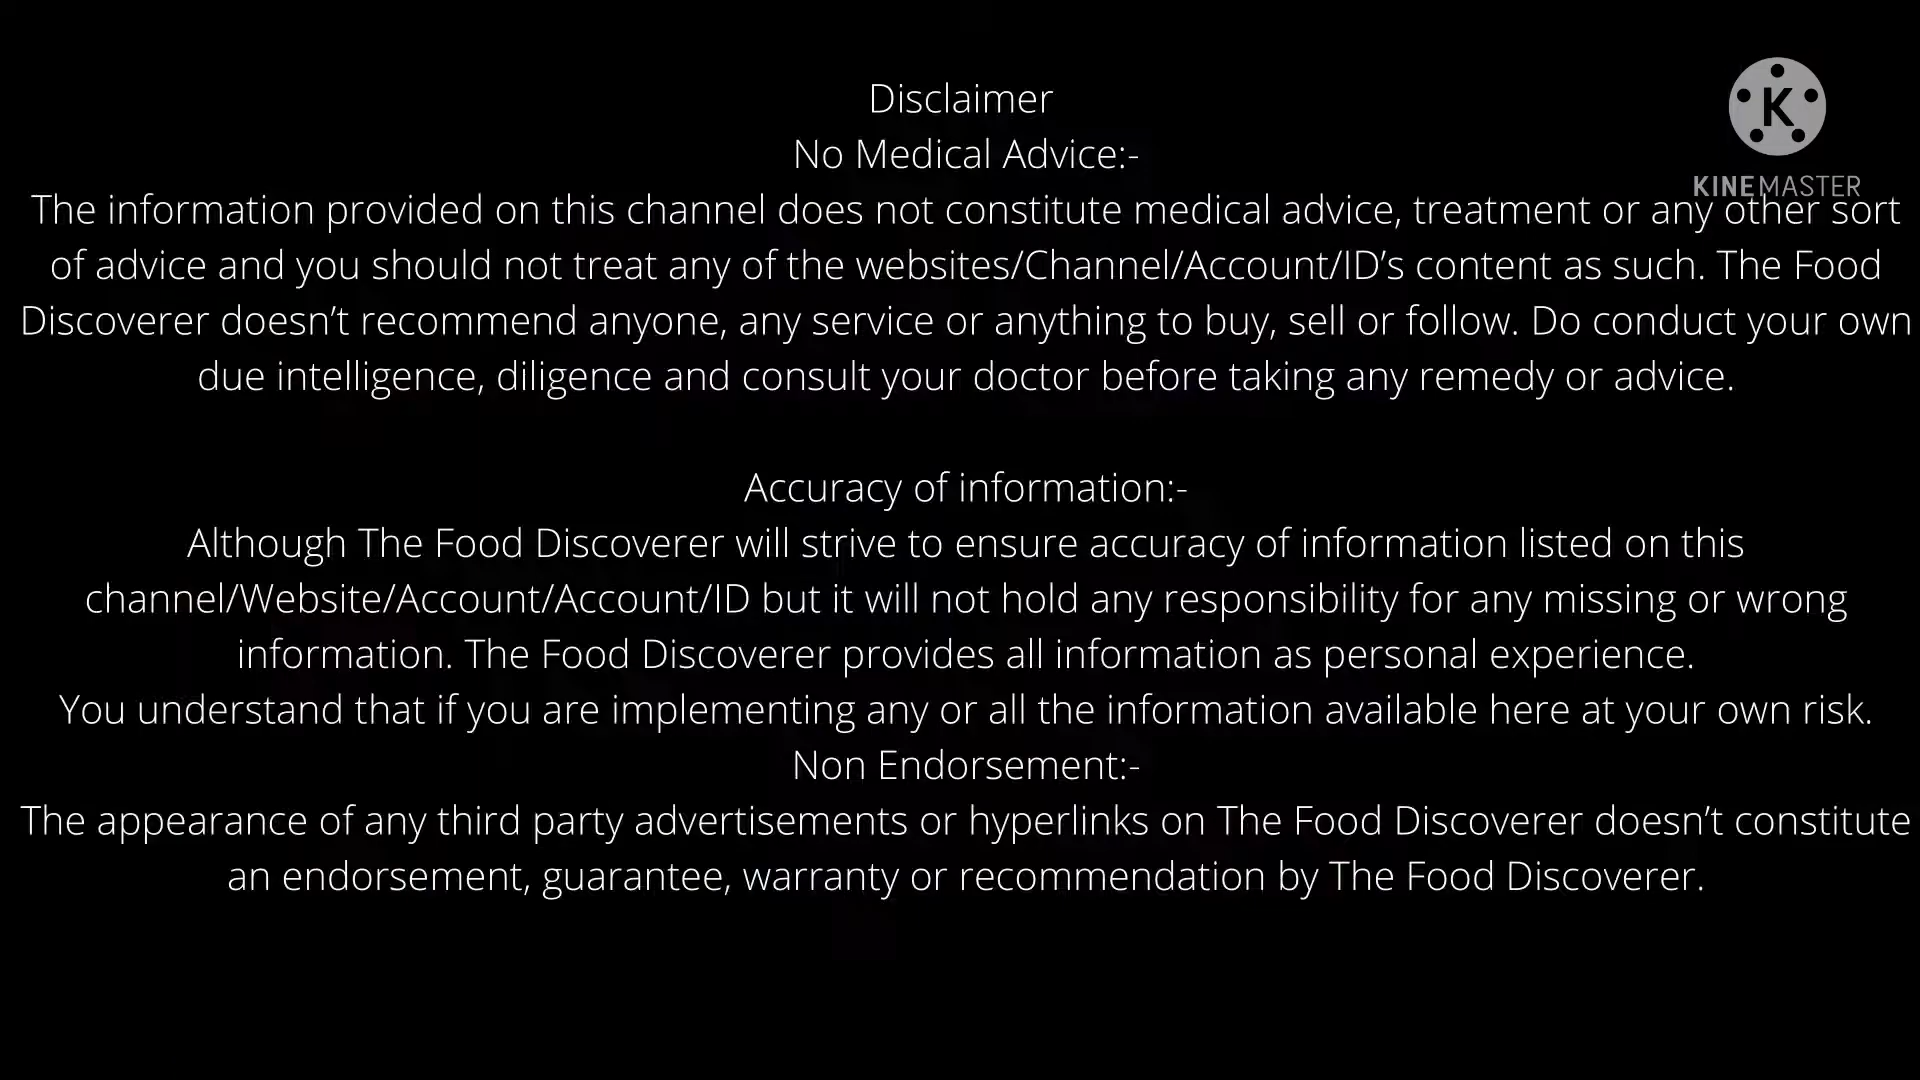 Disclaimer
No Medical Advice:-
The information provided on this channel does not constitute medical advice, treatment or any other sort
of advice and you should not treat any of the websites/Channel/Account/ID’s content as such. The Food
Discoverer doesn’t recommend anyone, any service or anything to buy, sell or follow. Do conduct your own
due intelligence, diligence and consult your doctor before taking any remedy or advice.
Accuracy of information:-
Although The Food Discoverer will strive to ensure accuracy of information listed on this
channel/Website/Account/Account/ID but it will not hold any responsibility for any missing or wrong
information. The Food Discoverer provides all information as personal experience.
You understand that if you are implementing any or all the information available here at your own risk.
Non Endorsement:-
The appearance of any third party advertisements or hyperlinks on The Food Discoverer doesn’t constitute
an endorsement, guarantee, warranty or recommendation by The Food Discoverer.
K
KINEMASTER